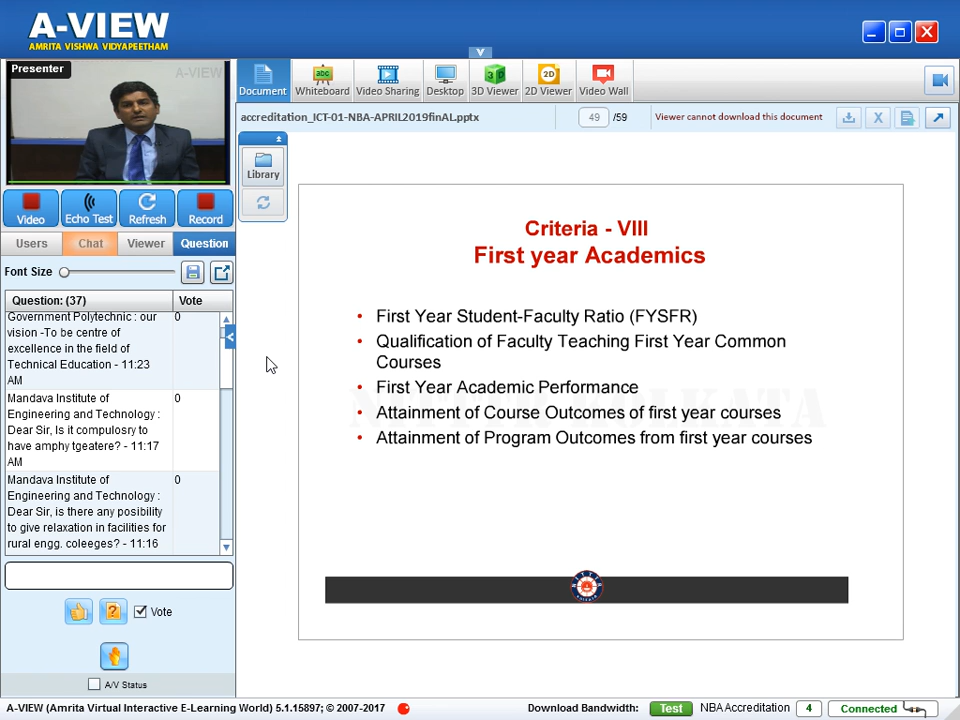 A-VIEW
AMRITA VISHWA VIDYAPEETHAM
Presenter
A-VIEW
Document
Whiteboard
abc
Video Sharing
Desktop
3D Viewer
3D
2D Viewer
2D
Video Wall
accreditation_ICT-01-NBA-APRIL2019finAL.pptx
49 /59
Viewer cannot download this document
Library
Video
Echo Test
Refresh
Record
Users
Chat
Viewer
Question
Font Size
Question: (37)
Vote
Government Polytechnic : our
vision -To be centre of
excellence in the field of
Technical Education - 11:23
AM
0
Mandava Institute of
Engineering and Technology :
Dear Sir, Is it compulosry to
have amphy tgeatere? - 11:17
AM
0
Mandava Institute of
Engineering and Technology :
Dear Sir, is there any posibility
to give relaxation in facilities for
rural engg. coleeges? - 11:16
0
Vote
A/V Status
Criteria - VIII
First year Academics
• First Year Student-Faculty Ratio (FYSFR)
• Qualification of Faculty Teaching First Year Common
Courses
• First Year Academic Performance
• Attainment of Course Outcomes of first year courses
• Attainment of Program Outcomes from first year courses
KOLKATA
A-VIEW (Amrita Virtual Interactive E-Learning World) 5.1.15897; © 2007-2017
Download Bandwidth:
Test
NBA Accreditation
4
Connected